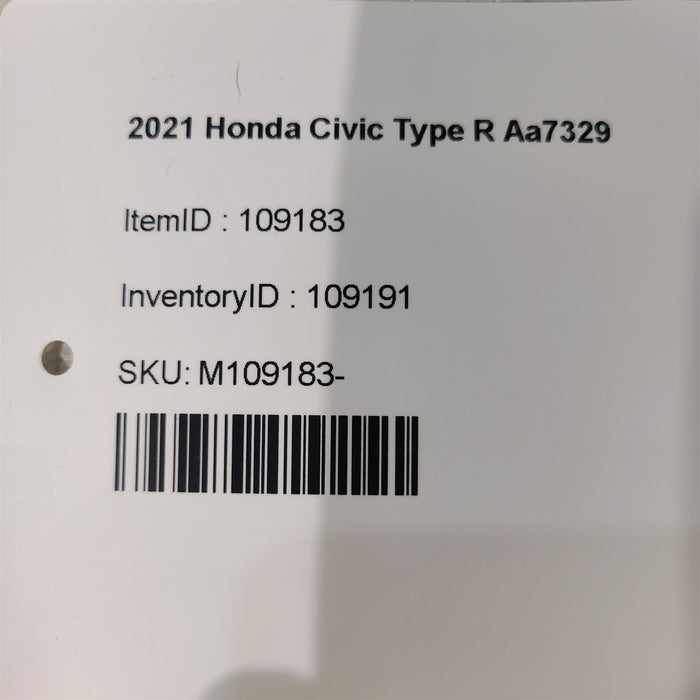 2021 Honda Civic Type R Aa7329
ItemID : 109183
InventoryID : 109191
SKU: M109183-